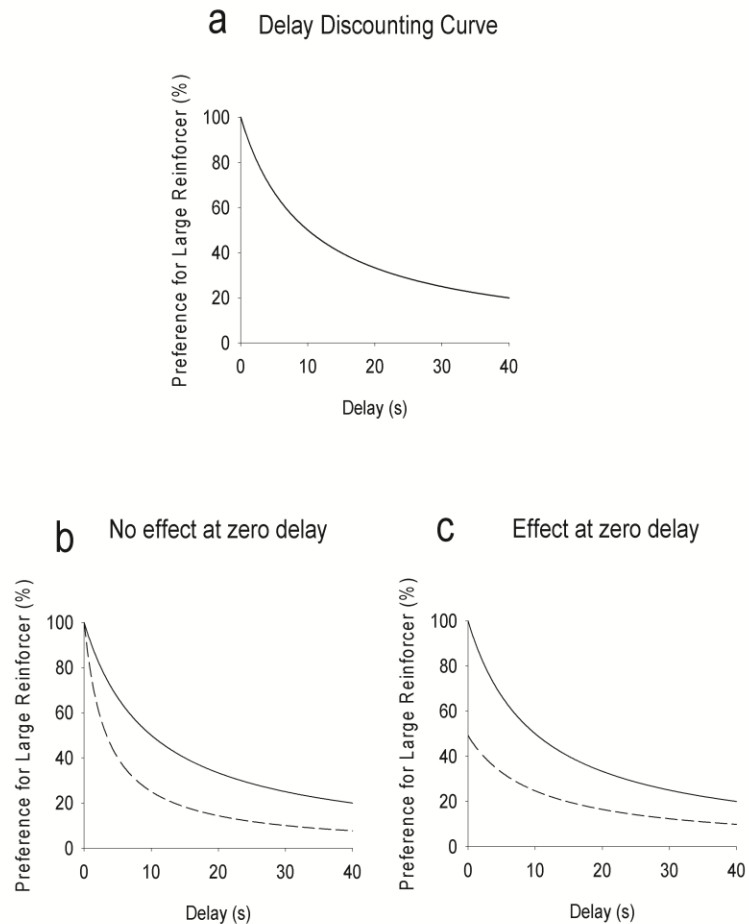 a Delay Discounting Curve
Preference for Large Reinforcer (%)
100
80
60
40
20
0
0 10 20 30 40
Delay (s)
b No effect at zero delay
Preference for Large Reinforcer (%)
100
80
60
40
20
0
0 10 20 30 40
Delay (s)
c Effect at zero delay
Preference for Large Reinforcer (%)
100
80
60
40
20
0
0 10 20 30 40
Delay (s)